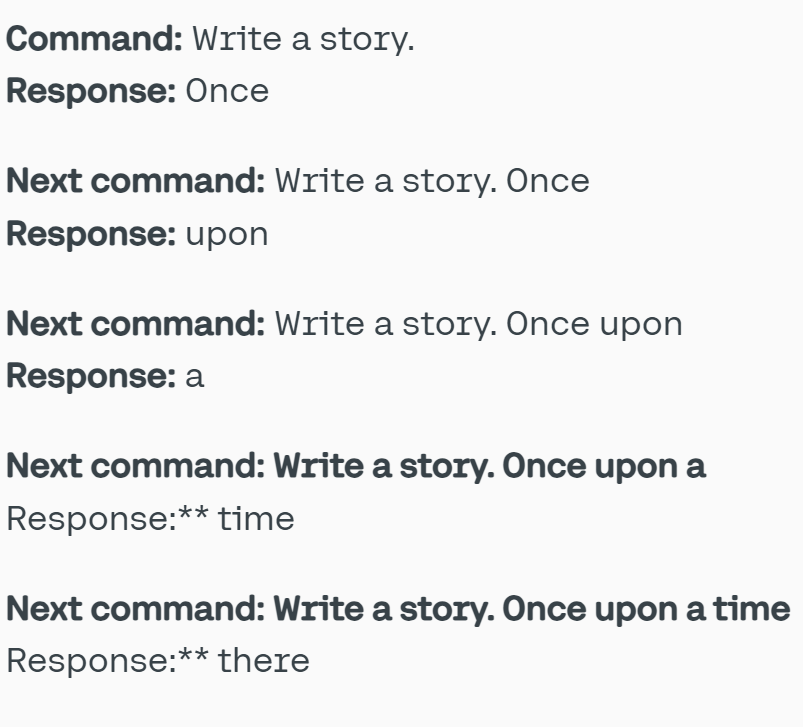 Command: Write a story.
Response: Once
Next command: Write a story. Once
Response: upon
Next command: Write a story. Once upon
Response: a
Next command: Write a story. Once upon a
Response:** time
Next command: Write a story. Once upon a time
Response:** there